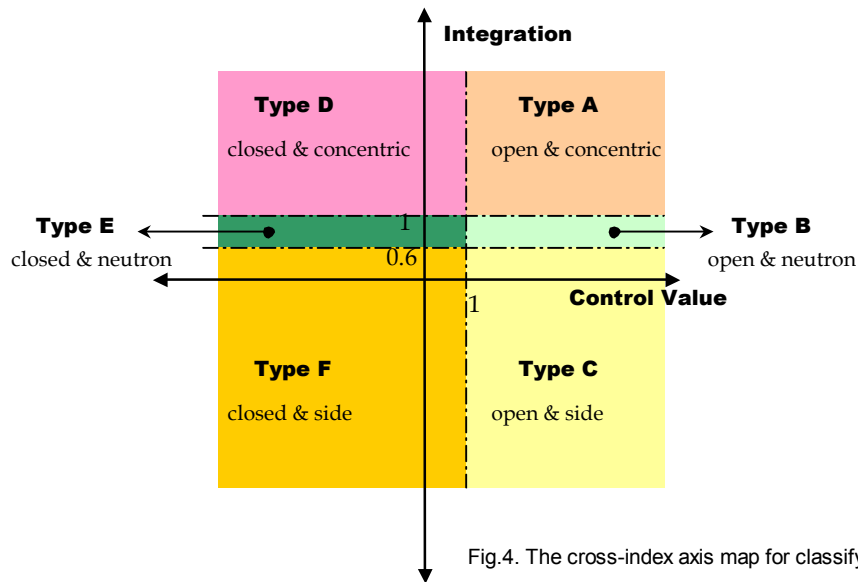 Integration
Type D
Type A
closed & concentric
open & concentric
Type E
1
Type B
closed & neutron
0.6
open & neutron
Control Value
1
Type F
Type C
closed & side
open & side
Fig.4. The cross-index axis map for classify